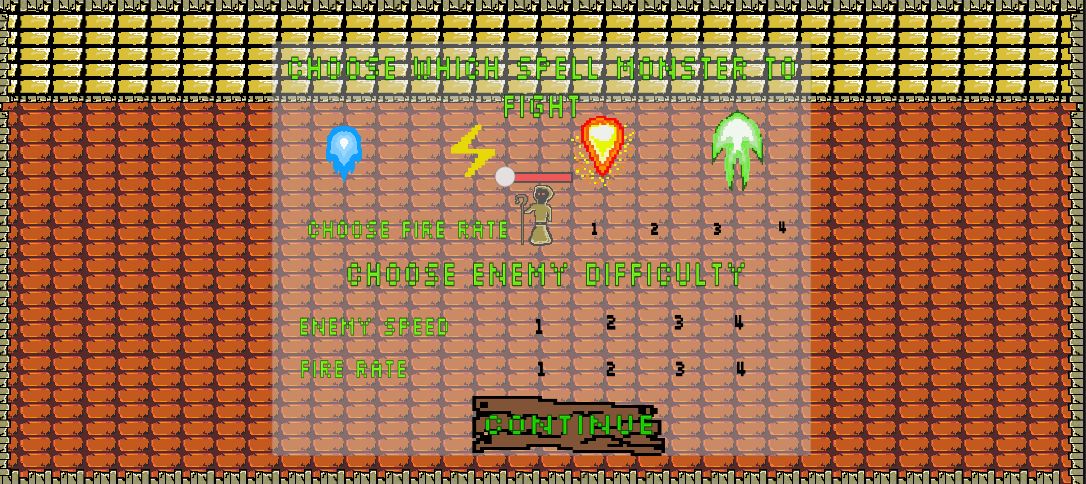 CHOOSE WHICH SPELL MONSTER TO
FIGHT
CHOOSE FIRE RATE 1 2 3 4
CHOOSE ENEMY DIFFICULTY
ENEMY SPEED 1 2 3 4
FIRE RATE 1 2 3 4
CONTINUE